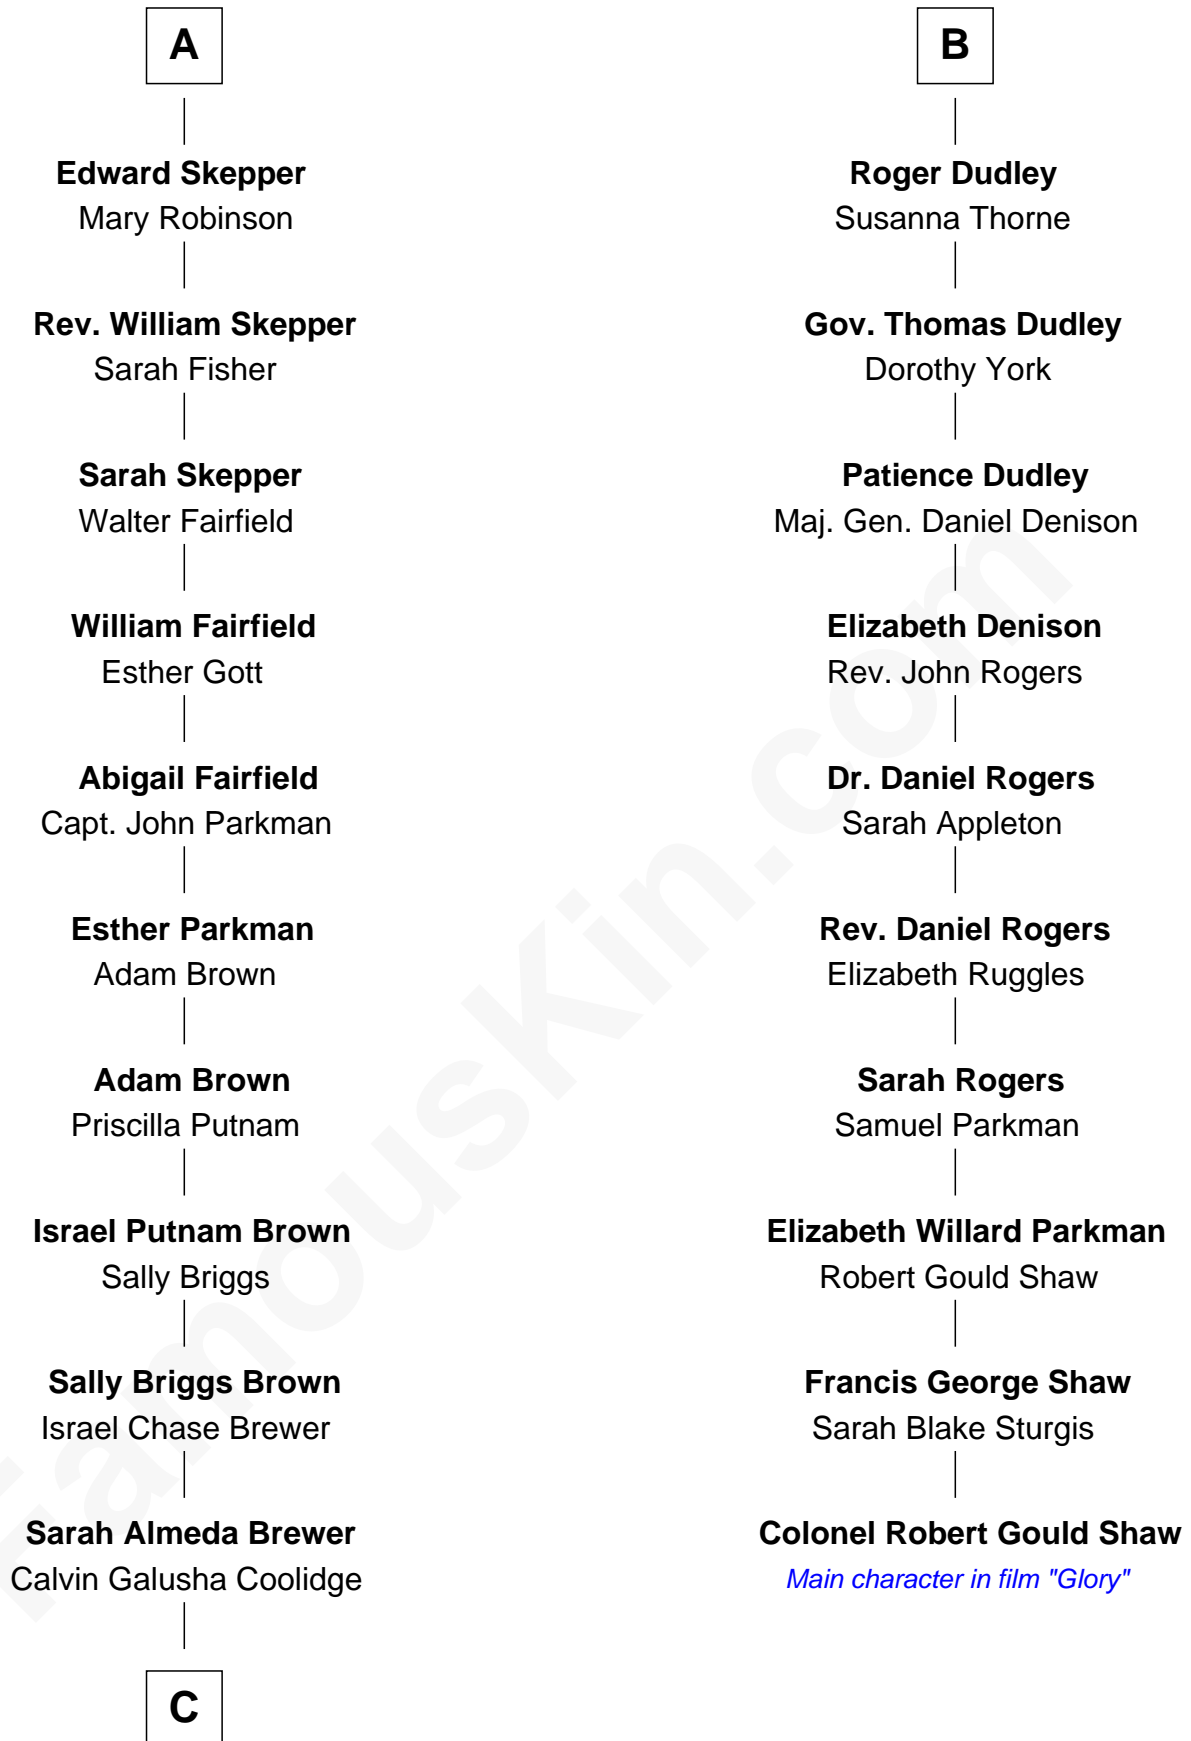 A
Edward Skepper
Mary Robinson
Rev. William Skepper
Sarah Fisher
Sarah Skepper
Walter Fairfield
William Fairfield
Esther Gott
Abigail Fairfield
Capt. John Parkman
Esther Parkman
Adam Brown
Adam Brown
Priscilla Putnam
Israel Putnam Brown
Sally Briggs
Sally Briggs Brown
Israel Chase Brewer
Sarah Almeda Brewer
Calvin Galusha Coolidge
C
B
Roger Dudley
Susanna Thorne
Gov. Thomas Dudley
Dorothy York
Patience Dudley
Maj. Gen. Daniel Denison
Elizabeth Denison
Rev. John Rogers
Dr. Daniel Rogers
Sarah Appleton
Rev. Daniel Rogers
Elizabeth Ruggles
Sarah Rogers
Samuel Parkman
Elizabeth Willard Parkman
Robert Gould Shaw
Francis George Shaw
Sarah Blake Sturgis
Colonel Robert Gould Shaw
Main character in film "Glory"
FamousKin.com